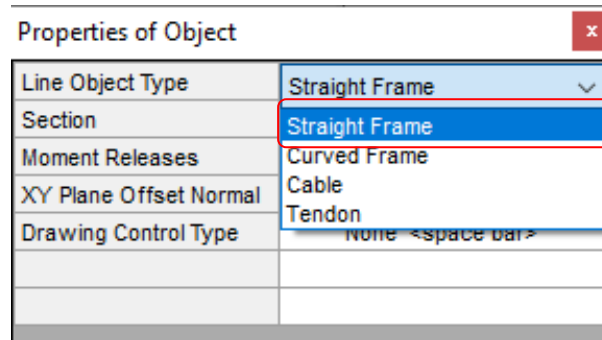 Properties of Object
x
Line Object Type Straight Frame
Section Straight Frame
Moment Releases Curved Frame
XY Plane Offset Normal Cable
Tendon
Drawing Control Type None <space bar>